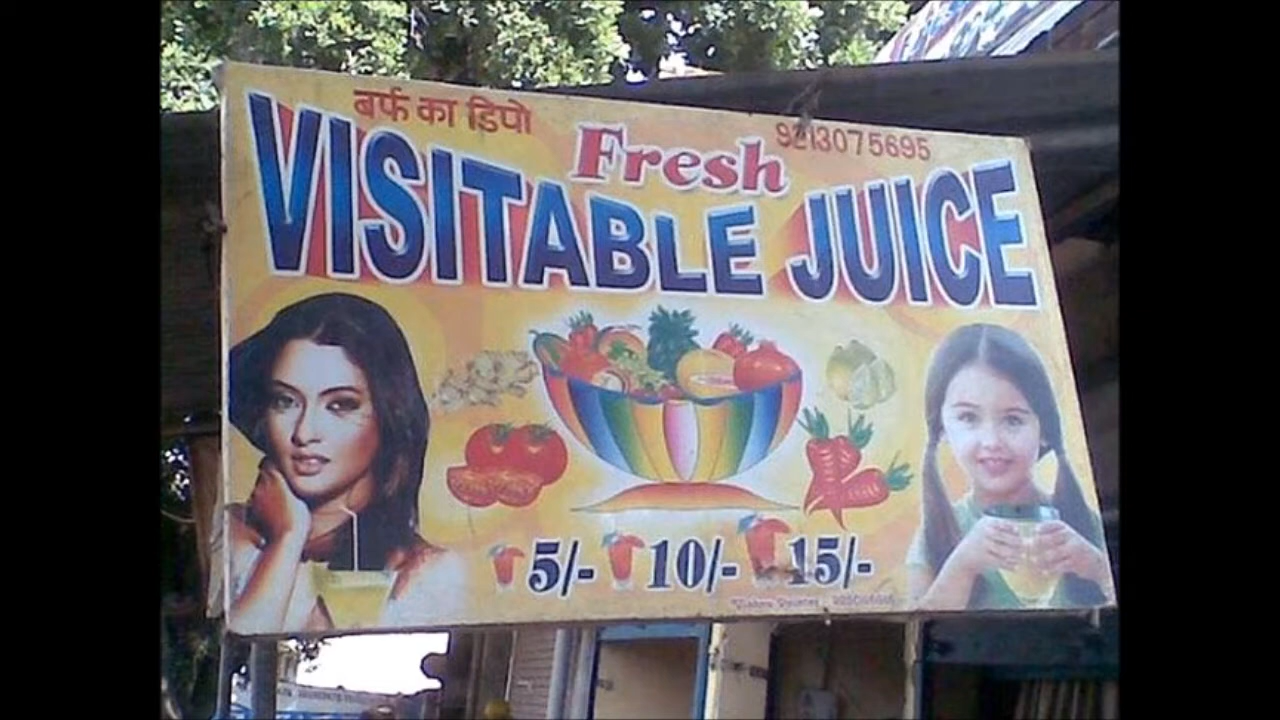 बर्फ का डिपो
9213075695
Fresh
VISITABLE JUICE
5/- 10/- 15/-